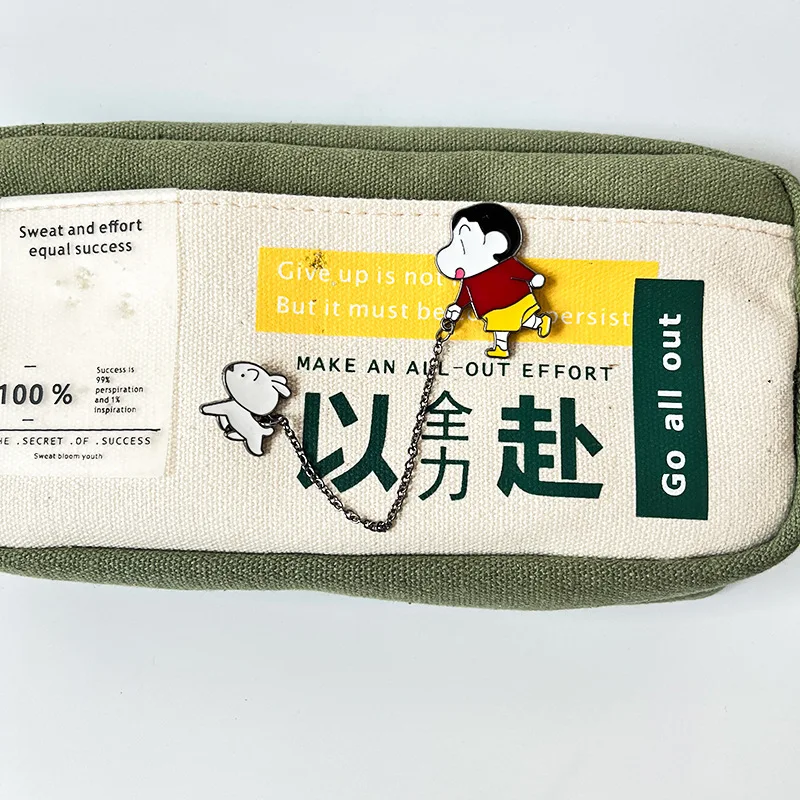 Sweat and effort
equal success
100 %
Success is
99%
perspiration
and 1%
inspiration
.SECRET .OF .SUCCESS
Sweat bloom youth
Give up is not
But it must be persist
MAKE AN ALL-OUT EFFORT
以全力赴
Go all out